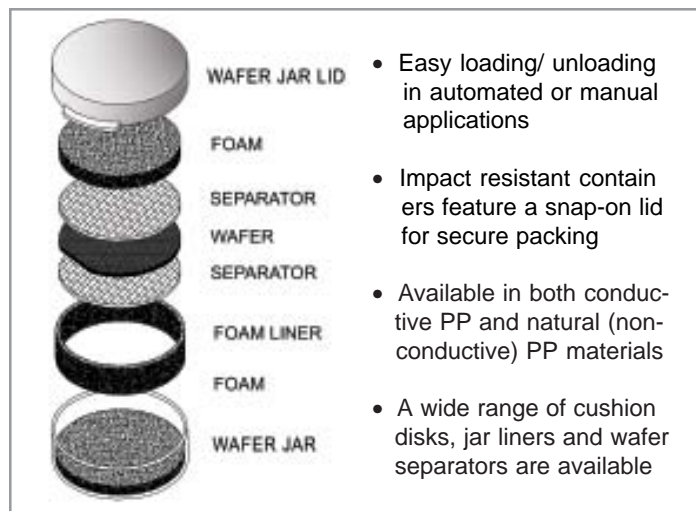 WAFER JAR LID
FOAM
SEPARATOR
WAFER
SEPARATOR
FOAM LINER
FOAM
WAFER JAR
• Easy loading/ unloading
in automated or manual
applications
• Impact resistant contain
ers feature a snap-on lid
for secure packing
• Available in both conduc-
tive PP and natural (non-
conductive) PP materials
• A wide range of cushion
disks, jar liners and wafer
separators are available